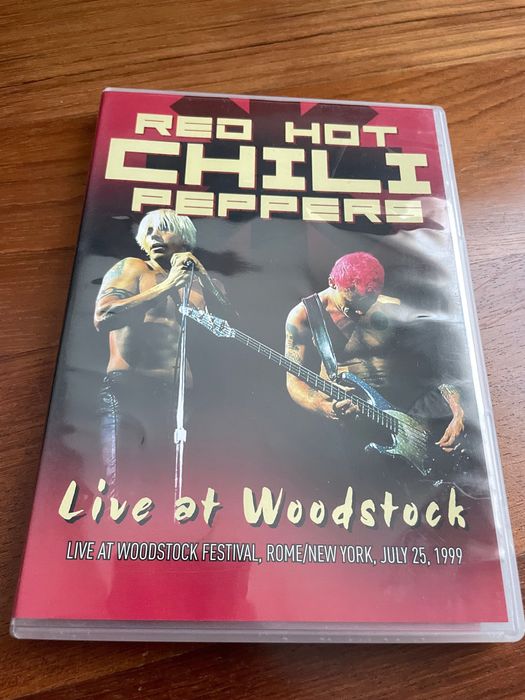 RED HOT
CHILI
PEPPERS
Live at Woodstock
LIVE AT WOODSTOCK FESTIVAL, ROME/NEW YORK, JULY 25, 1999